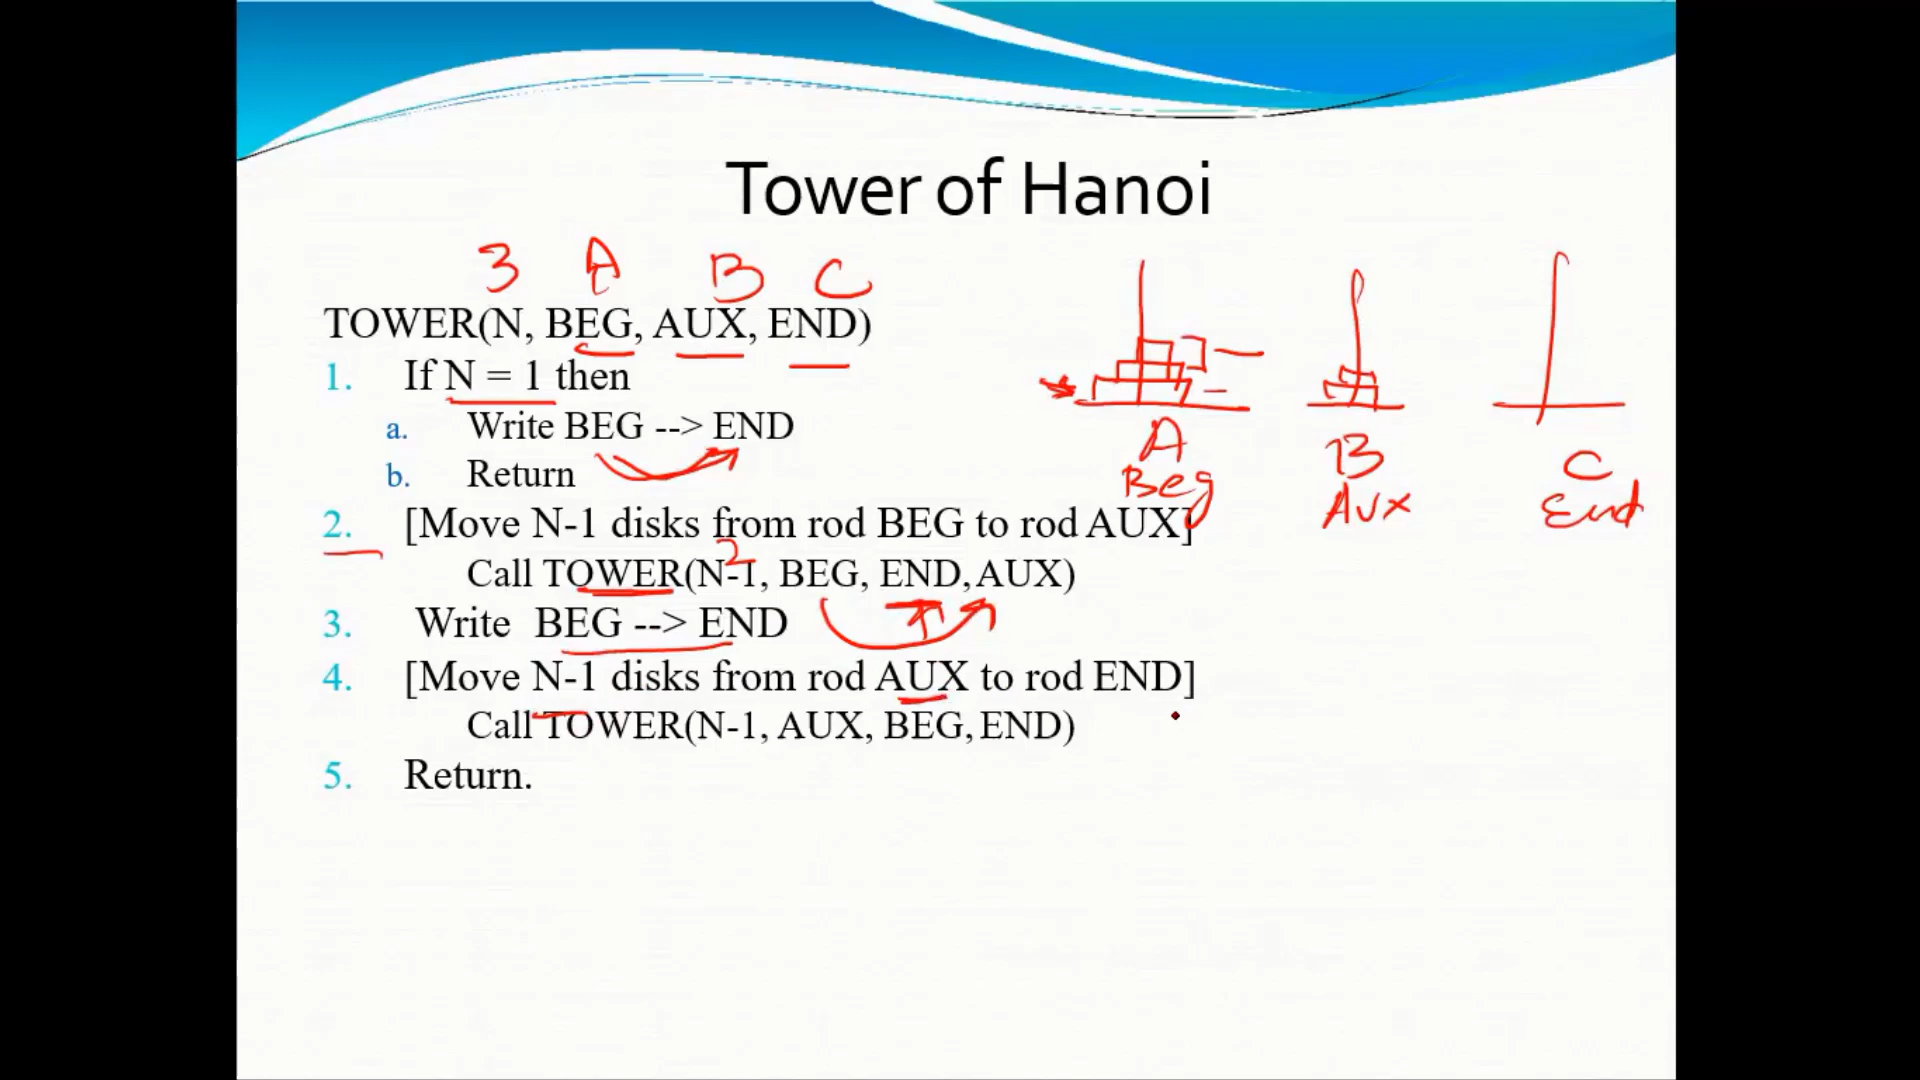 Tower of Hanoi
3 A B C
TOWER(N, BEG, AUX, END)
1. If N = 1 then
a. Write BEG --> END
b. Return
2. [Move N-1 disks from rod BEG to rod AUX]
2
Call TOWER(N-1, BEG, END, AUX)
3. Write BEG --> END
4. [Move N-1 disks from rod AUX to rod END]
Call TOWER(N-1, AUX, BEG, END)
5. Return.
A B C
Beg Aux End